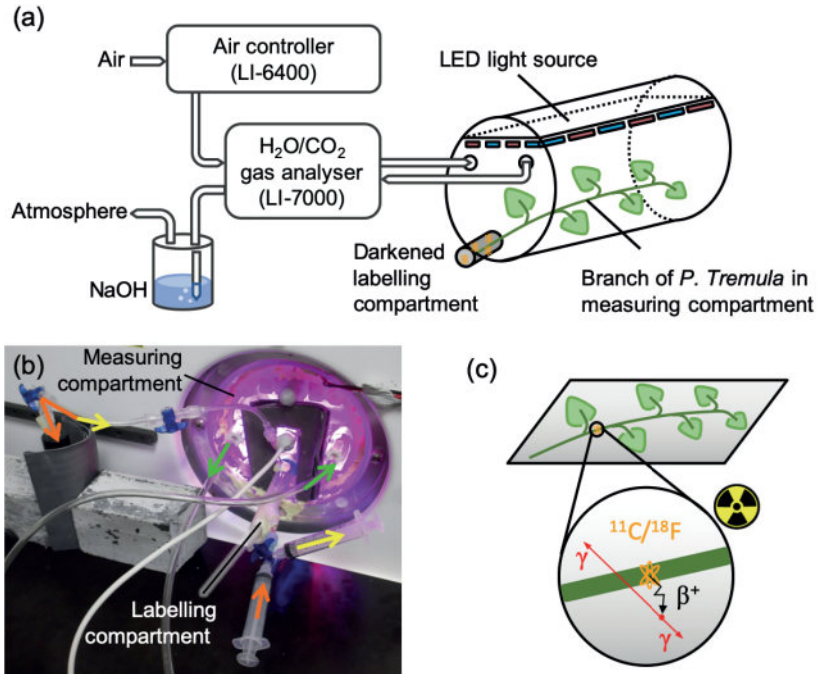 (a)
Air
Air controller
(LI-6400)
H₂O/CO₂
gas analyser
(LI-7000)
Atmosphere
NaOH
LED light source
Darkened
labelling
compartment
Branch of P. Tremula in
measuring compartment
(b)
Measuring
compartment
Labelling
compartment
(c)
¹¹C/¹⁸F
γ
β⁺
γ